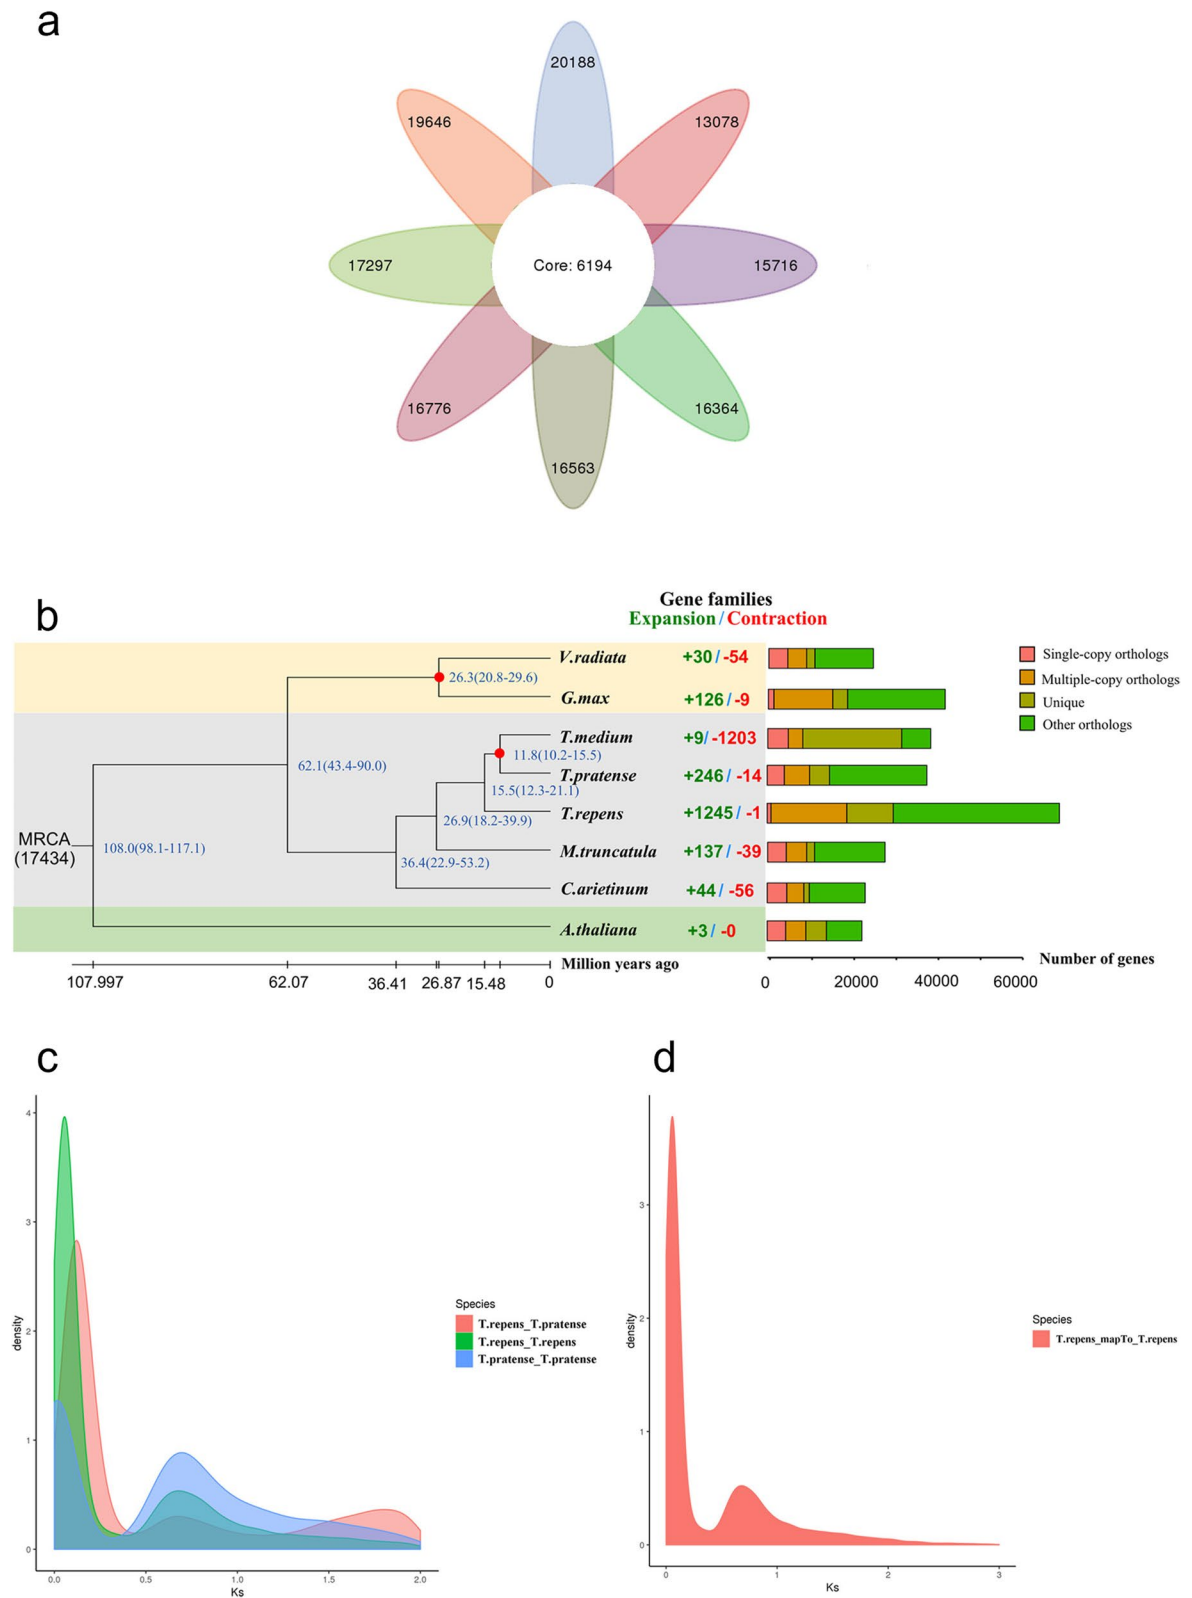 a
20188
19646
13078
17297
Core: 6194
15716
16776
16364
16563
b
Gene families
Expansion / Contraction
V.radiata +30 / -54
26.3(20.8-29.6)
G.max +126 / -9
T.medium +9/ -1203
11.8(10.2-15.5)
62.1(43.4-90.0)
T.pratense +246 / -14
15.5(12.3-21.1)
T.repens +1245 / -1
26.9(18.2-39.9)
MRCA
(17434)
108.0(98.1-117.1)
M.truncatula +137 / -39
36.4(22.9-53.2)
C.arietinum +44 / -56
A.thaliana +3 / -0
Single-copy orthologs
Multiple-copy orthologs
Unique
Other orthologs
Million years ago
107.997 62.07 36.41 26.87 15.48 0
Number of genes
0 20000 40000 60000
c
4
3
2
1
0
density
0.0 0.5 1.0 1.5 2.0
Ks
Species
T.repens_T.pratense
T.repens_T.repens
T.pratense_T.pratense
d
3
2
1
0
density
0 1 2 3
Ks
Species
T.repens_mapTo_T.repens